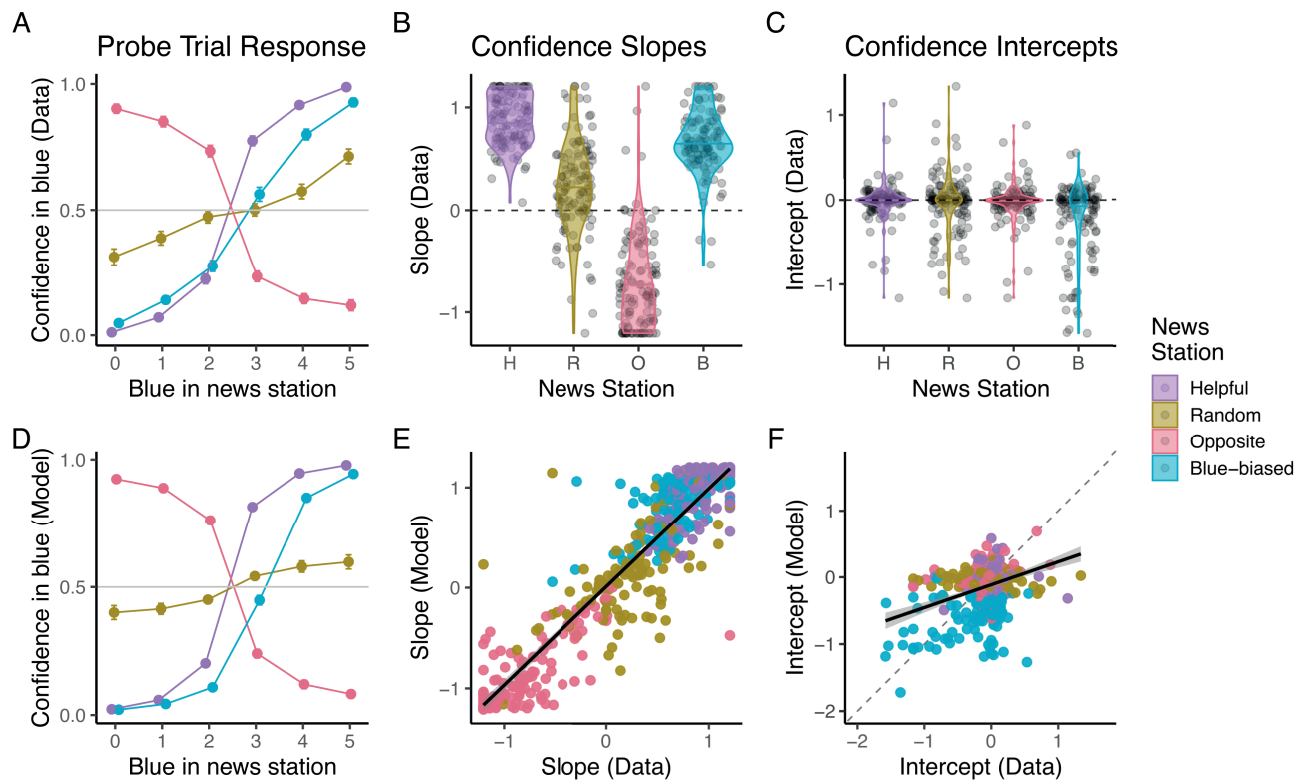 A
Probe Trial Response
Confidence in blue (Data)
1.0
0.5
0.0
0 1 2 3 4 5
Blue in news station
B
Confidence Slopes
Slope (Data)
1
0
−1
H R O B
News Station
C
Confidence Intercepts
Intercept (Data)
1
0
−1
H R O B
News Station
News
Station
Helpful
Random
Opposite
Blue−biased
D
Confidence in blue (Model)
1.0
0.5
0.0
0 1 2 3 4 5
Blue in news station
E
Slope (Model)
1
0
−1
−1 0 1
Slope (Data)
F
Intercept (Model)
1
0
−1
−2
−2 −1 0 1
Intercept (Data)